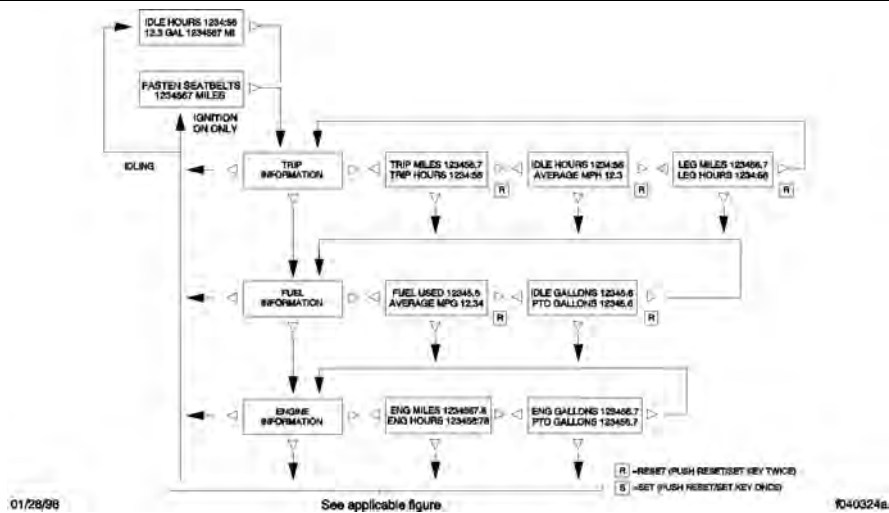 IDLE HOURS 1234:56
12.3 GAL 1234567 MI
FASTEN SEATBELTS
1234567 MILES
IGNITION
ON ONLY
IDLING
TRIP
INFORMATION
TRIP MILES 123456.7
TRIP HOURS 1234:56
R
IDLE HOURS 1234:56
AVERAGE MPH 12.3
R
LEG MILES 123456.7
LEG HOURS 1234:56
R
FUEL
INFORMATION
FUEL USED 12345.6
AVERAGE MPG 12.34
R
IDLE GALLONS 12345.6
PTO GALLONS 12345.6
R
ENGINE
INFORMATION
ENG MILES 1234567.8
ENG HOURS 123456:78
ENG GALLONS 123456.7
PTO GALLONS 123456.7
R =RESET (PUSH RESET/SET KEY TWICE)
S =SET (PUSH RESET/SET KEY ONCE)
01/28/98
See applicable figure
f040324a